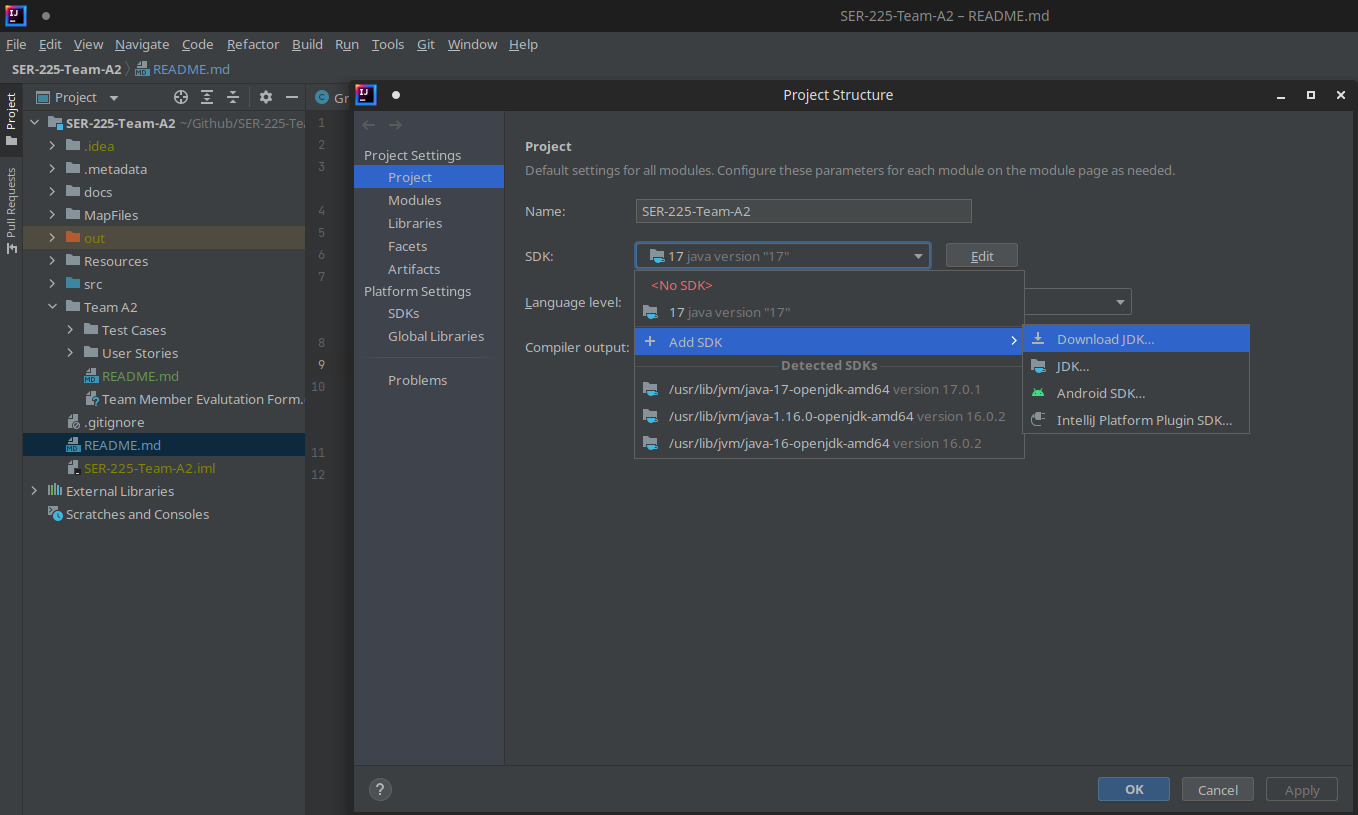 SER-225-Team-A2 – README.md
File Edit View Navigate Code Refactor Build Run Tools Git Window Help
SER-225-Team-A2 README.md
Project
Pull Requests
Project
SER-225-Team-A2 ~/Github/SER-225-Te
.idea
.metadata
docs
MapFiles
out
Resources
src
Team A2
Test Cases
User Stories
README.md
Team Member Evalutation Form.
.gitignore
README.md
SER-225-Team-A2.iml
External Libraries
Scratches and Consoles
Gr
1
2
3
4
5
6
7
8
9
10
11
12
Project Structure
Project Settings
Project
Modules
Libraries
Facets
Artifacts
Platform Settings
SDKs
Global Libraries
Problems
Project
Default settings for all modules. Configure these parameters for each module on the module page as needed.
Name: SER-225-Team-A2
SDK: 17 java version "17" Edit
<No SDK>
Language level:
17 java version "17"
Compiler output:
Add SDK
Detected SDKs
/usr/lib/jvm/java-17-openjdk-amd64 version 17.0.1
/usr/lib/jvm/java-1.16.0-openjdk-amd64 version 16.0.2
/usr/lib/jvm/java-16-openjdk-amd64 version 16.0.2
Download JDK...
JDK...
Android SDK...
IntelliJ Platform Plugin SDK...
? OK Cancel Apply